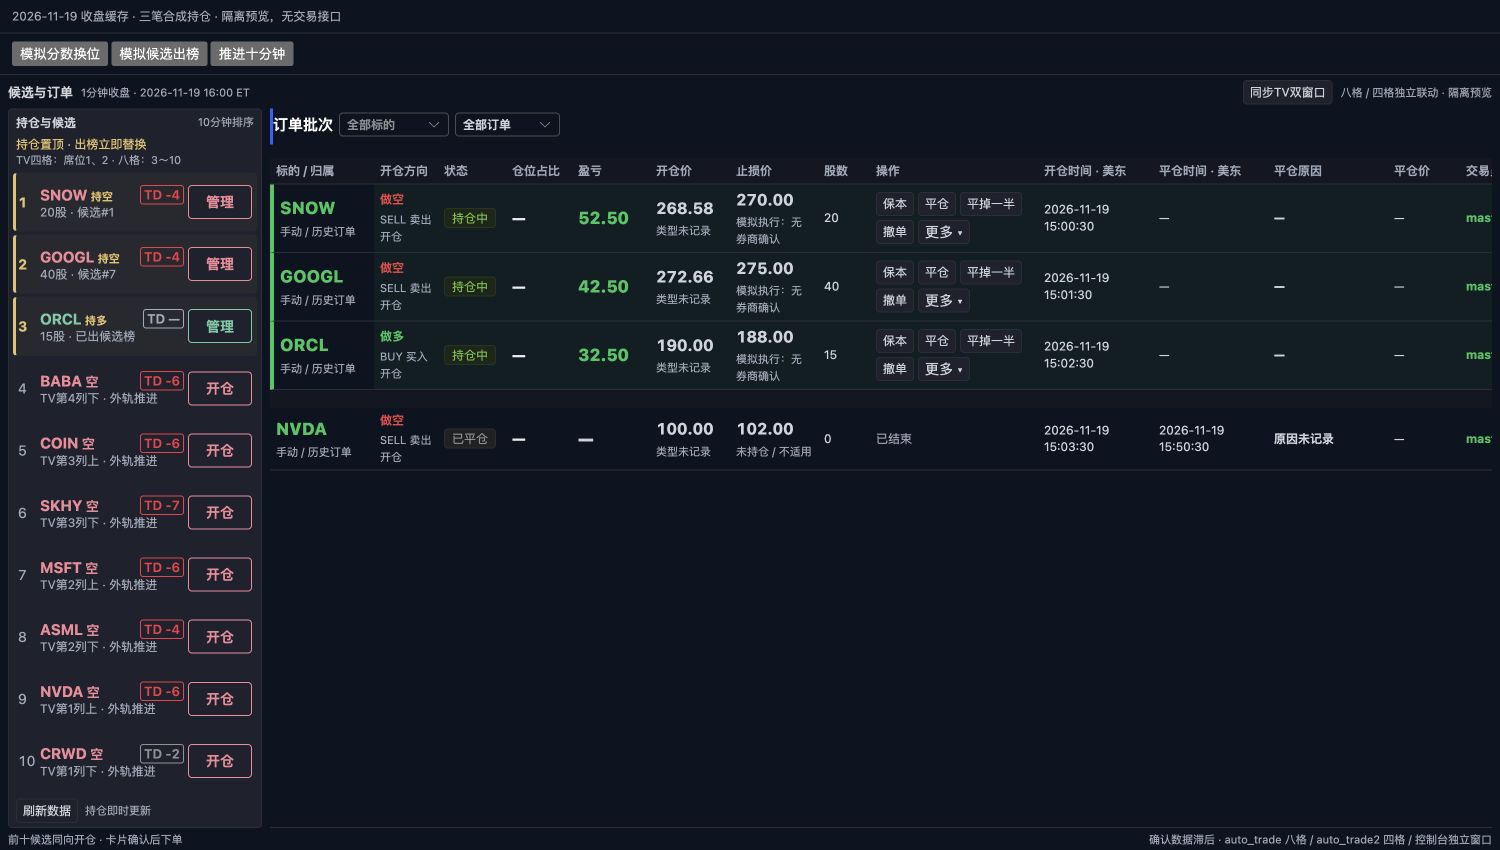 2026-11-19 收盘缓存 · 三笔合成持仓 · 隔离预览，无交易接口
模拟分数换位 模拟候选出榜 推进十分钟
候选与订单 1分钟收盘 · 2026-11-19 16:00 ET
同步TV双窗口 八格 / 四格独立联动 · 隔离预览
持仓与候选 10分钟排序
持仓置顶 · 出榜立即替换
TV四格：席位1、2 · 八格：3～10
1 SNOW 持空 TD -4 管理
20股 · 候选#1
2 GOOGL 持空 TD -4 管理
40股 · 候选#7
3 ORCL 持多 TD — 管理
15股 · 已出候选榜
4 BABA 空 TD -6 开仓
TV第4列下 · 外轨推进
5 COIN 空 TD -6 开仓
TV第3列上 · 外轨推进
6 SKHY 空 TD -7 开仓
TV第3列下 · 外轨推进
7 MSFT 空 TD -6 开仓
TV第2列上 · 外轨推进
8 ASML 空 TD -4 开仓
TV第2列下 · 外轨推进
9 NVDA 空 TD -6 开仓
TV第1列上 · 外轨推进
10 CRWD 空 TD -2 开仓
TV第1列下 · 外轨推进
刷新数据 持仓即时更新
订单批次 全部标的 全部订单
标的 / 归属 开仓方向 状态 仓位占比 盈亏 开仓价 止损价 股数 操作 开仓时间 · 美东 平仓时间 · 美东 平仓原因 平仓价 交易
SNOW
手动 / 历史订单
做空
SELL 卖出
开仓
持仓中 — 52.50
268.58
类型未记录
270.00
模拟执行：无
券商确认
20
保本 平仓 平掉一半
撤单 更多 ▾
2026-11-19
15:00:30
— — — mas
GOOGL
手动 / 历史订单
做空
SELL 卖出
开仓
持仓中 — 42.50
272.66
类型未记录
275.00
模拟执行：无
券商确认
40
保本 平仓 平掉一半
撤单 更多 ▾
2026-11-19
15:01:30
— — — mas
ORCL
手动 / 历史订单
做多
BUY 买入
开仓
持仓中 — 32.50
190.00
类型未记录
188.00
模拟执行：无
券商确认
15
保本 平仓 平掉一半
撤单 更多 ▾
2026-11-19
15:02:30
— — — mas
NVDA
手动 / 历史订单
做空
SELL 卖出
开仓
已平仓 — —
100.00
类型未记录
102.00
未持仓 / 不适用
0
已结束
2026-11-19
15:03:30
2026-11-19
15:50:30
原因未记录 — mas
前十候选同向开仓 · 卡片确认后下单
确认数据滞后 · auto_trade 八格 / auto_trade2 四格 / 控制台独立窗口